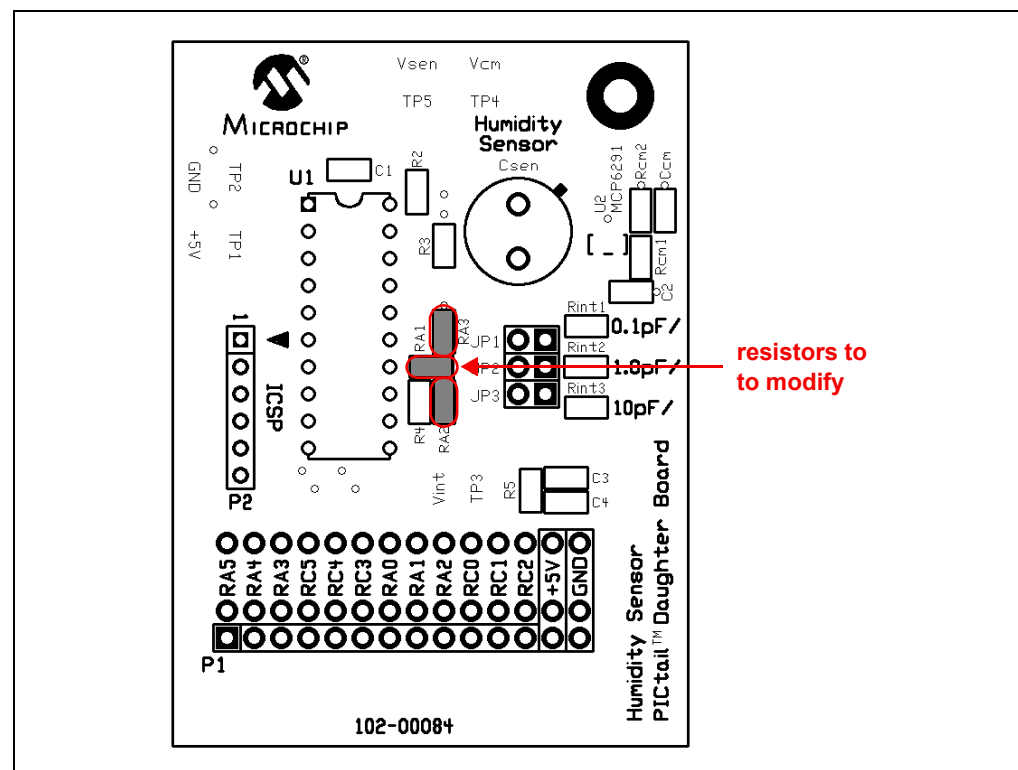 Vsen Vcm
TP5 TP4
MICROCHIP
®
Humidity
Sensor
Csen
GND TP2
+5V TP1
U1
C1
R2
R3
U2
MCP6291
Rcm2
Ccm
Rcm1
C2
1
ICSP
P2
RA1
RA3
R4
RA2
JP1
JP2
JP3
Rint1
0.1pF/
Rint2
1.0pF/
Rint3
10pF/
resistors to
to modify
Vint TP3
R5
C3
C4
RA5 RA4 RA3 RC5 RC4 RC3 RA0 RA1 RA2 RC0 RC1 RC2 +5V GND
P1
Humidity Sensor
PICtail™ Daughter Board
102-00084